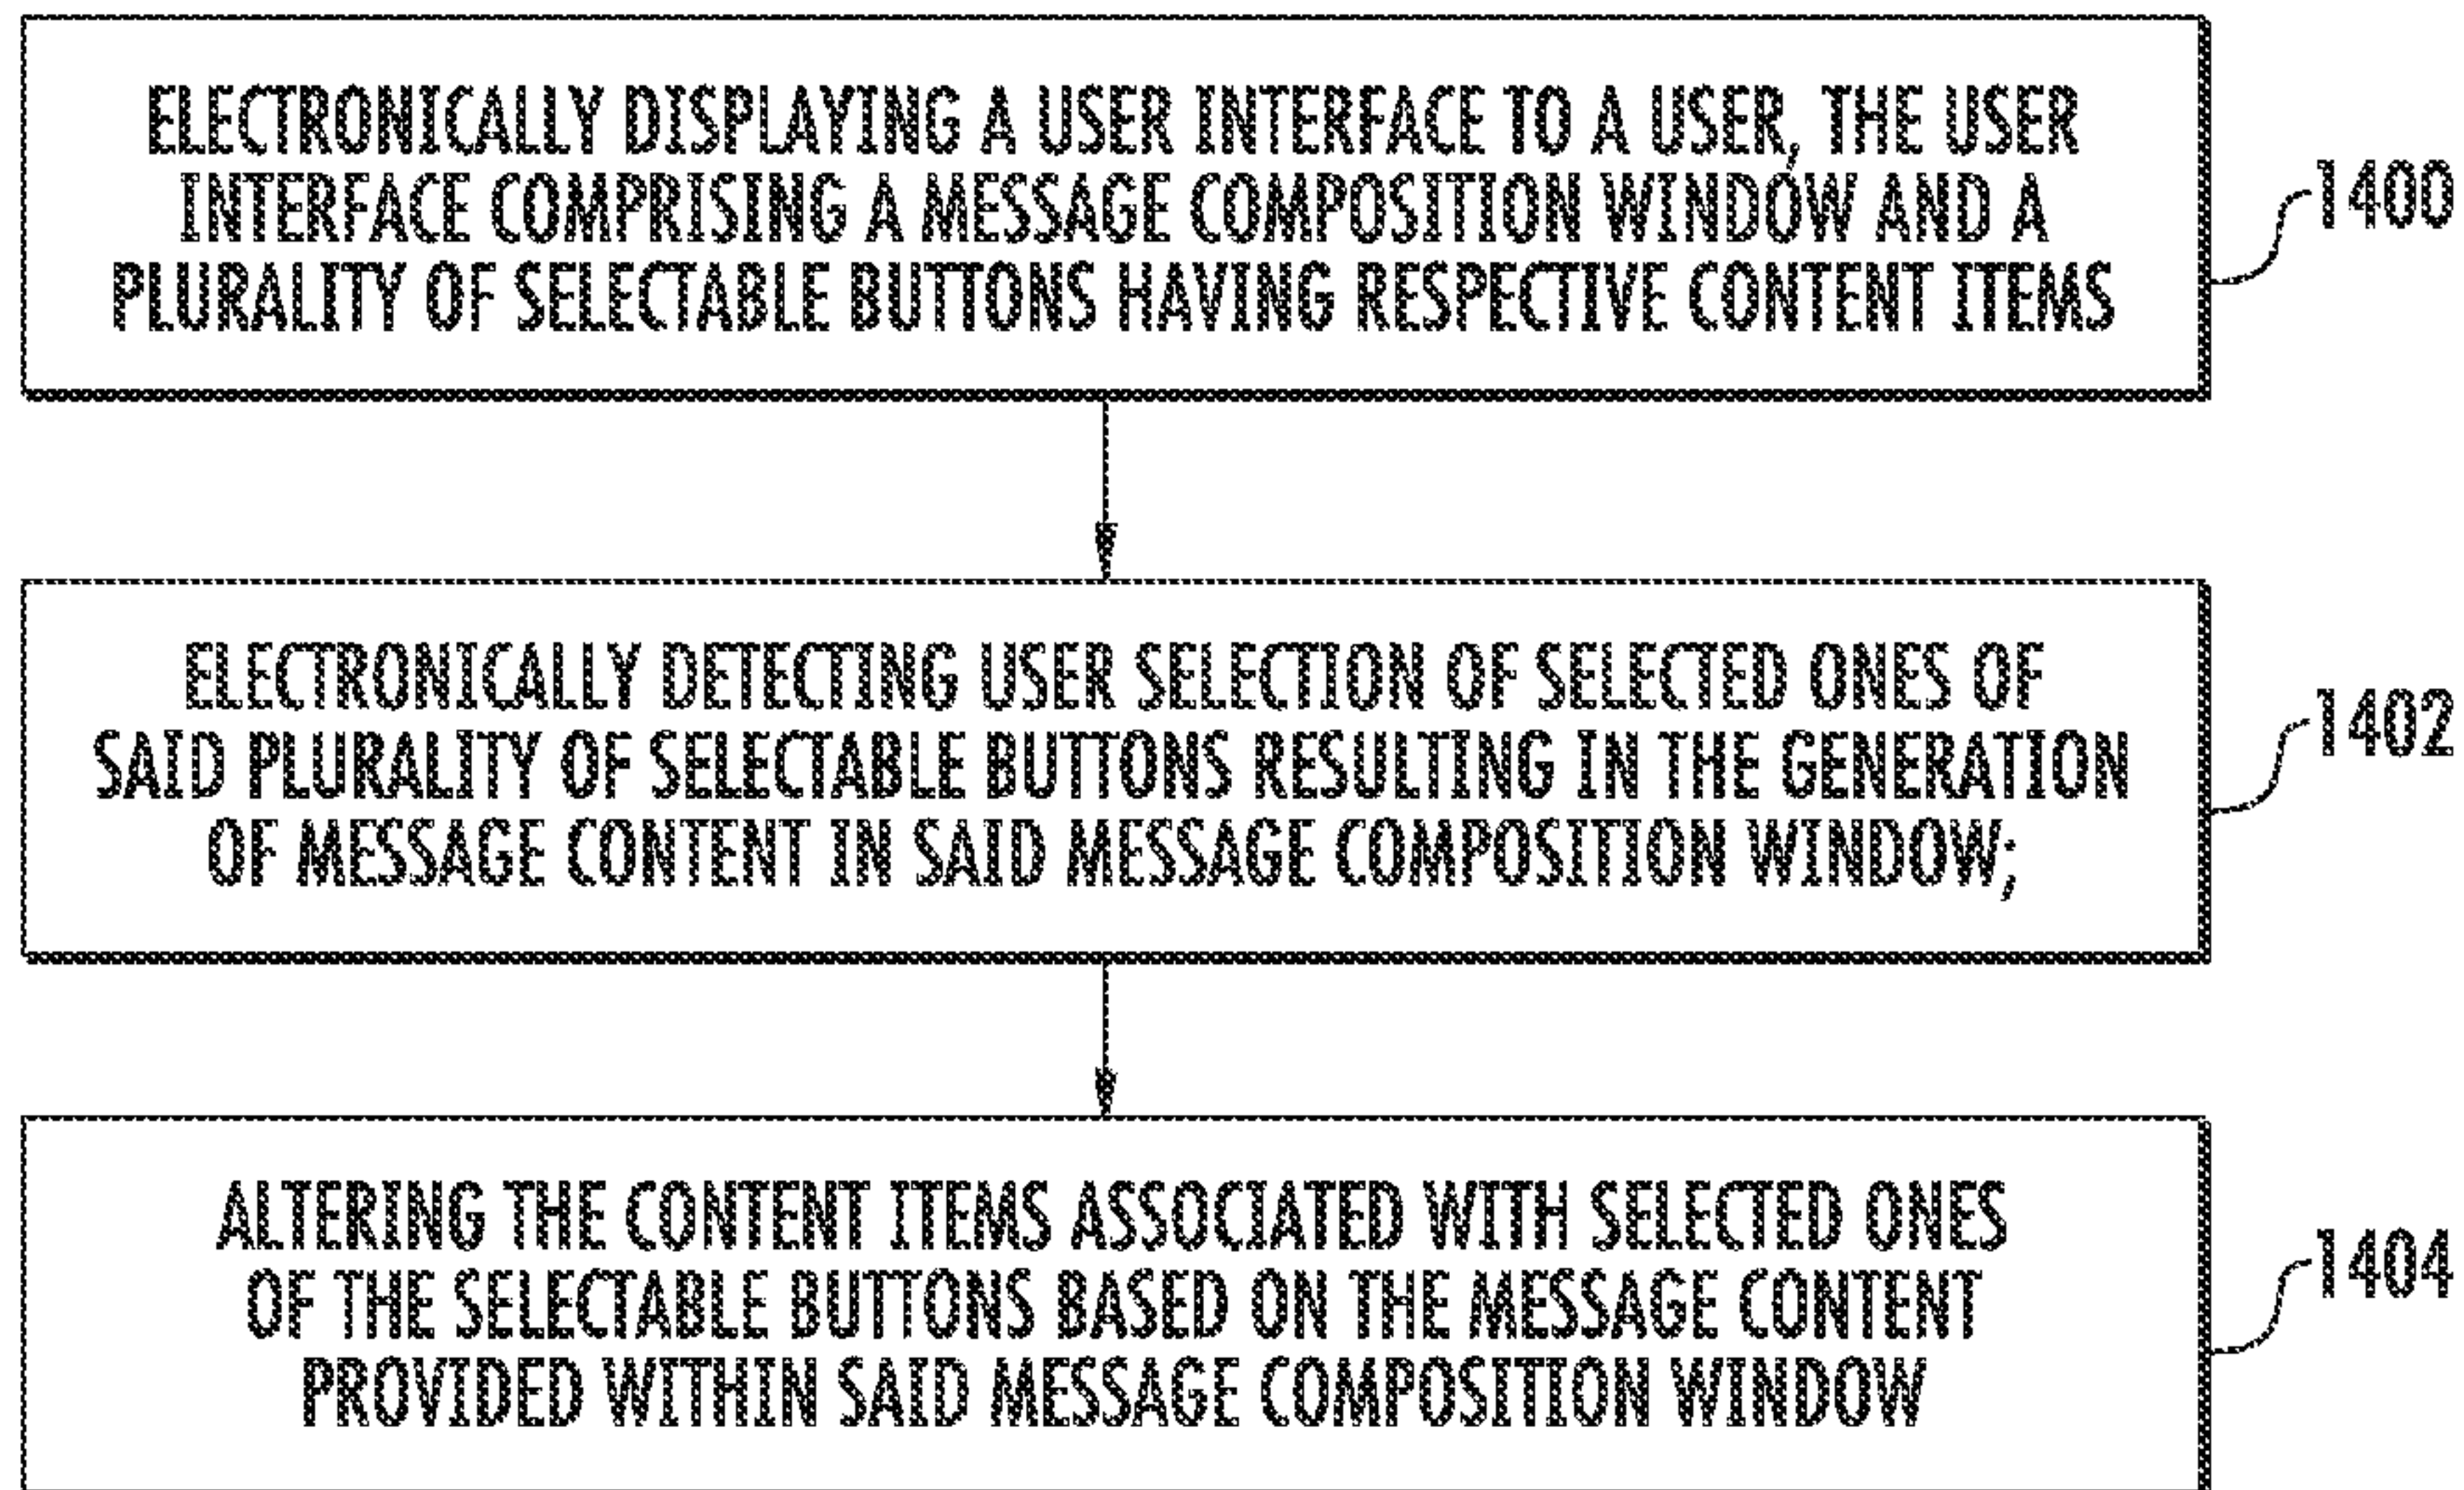 ELECTRONICALLY DISPLAYING A USER INTERFACE TO A USER, THE USER
INTERFACE COMPRISING A MESSAGE COMPOSITION WINDOW AND A
PLURALITY OF SELECTABLE BUTTONS HAVING RESPECTIVE CONTENT ITEMS
1400
ELECTRONICALLY DETECTING USER SELECTION OF SELECTED ONES OF
SAID PLURALITY OF SELECTABLE BUTTONS RESULTING IN THE GENERATION
OF MESSAGE CONTENT IN SAID MESSAGE COMPOSITION WINDOW;
1402
ALTERING THE CONTENT ITEMS ASSOCIATED WITH SELECTED ONES
OF THE SELECTABLE BUTTONS BASED ON THE MESSAGE CONTENT
PROVIDED WITHIN SAID MESSAGE COMPOSITION WINDOW
1404